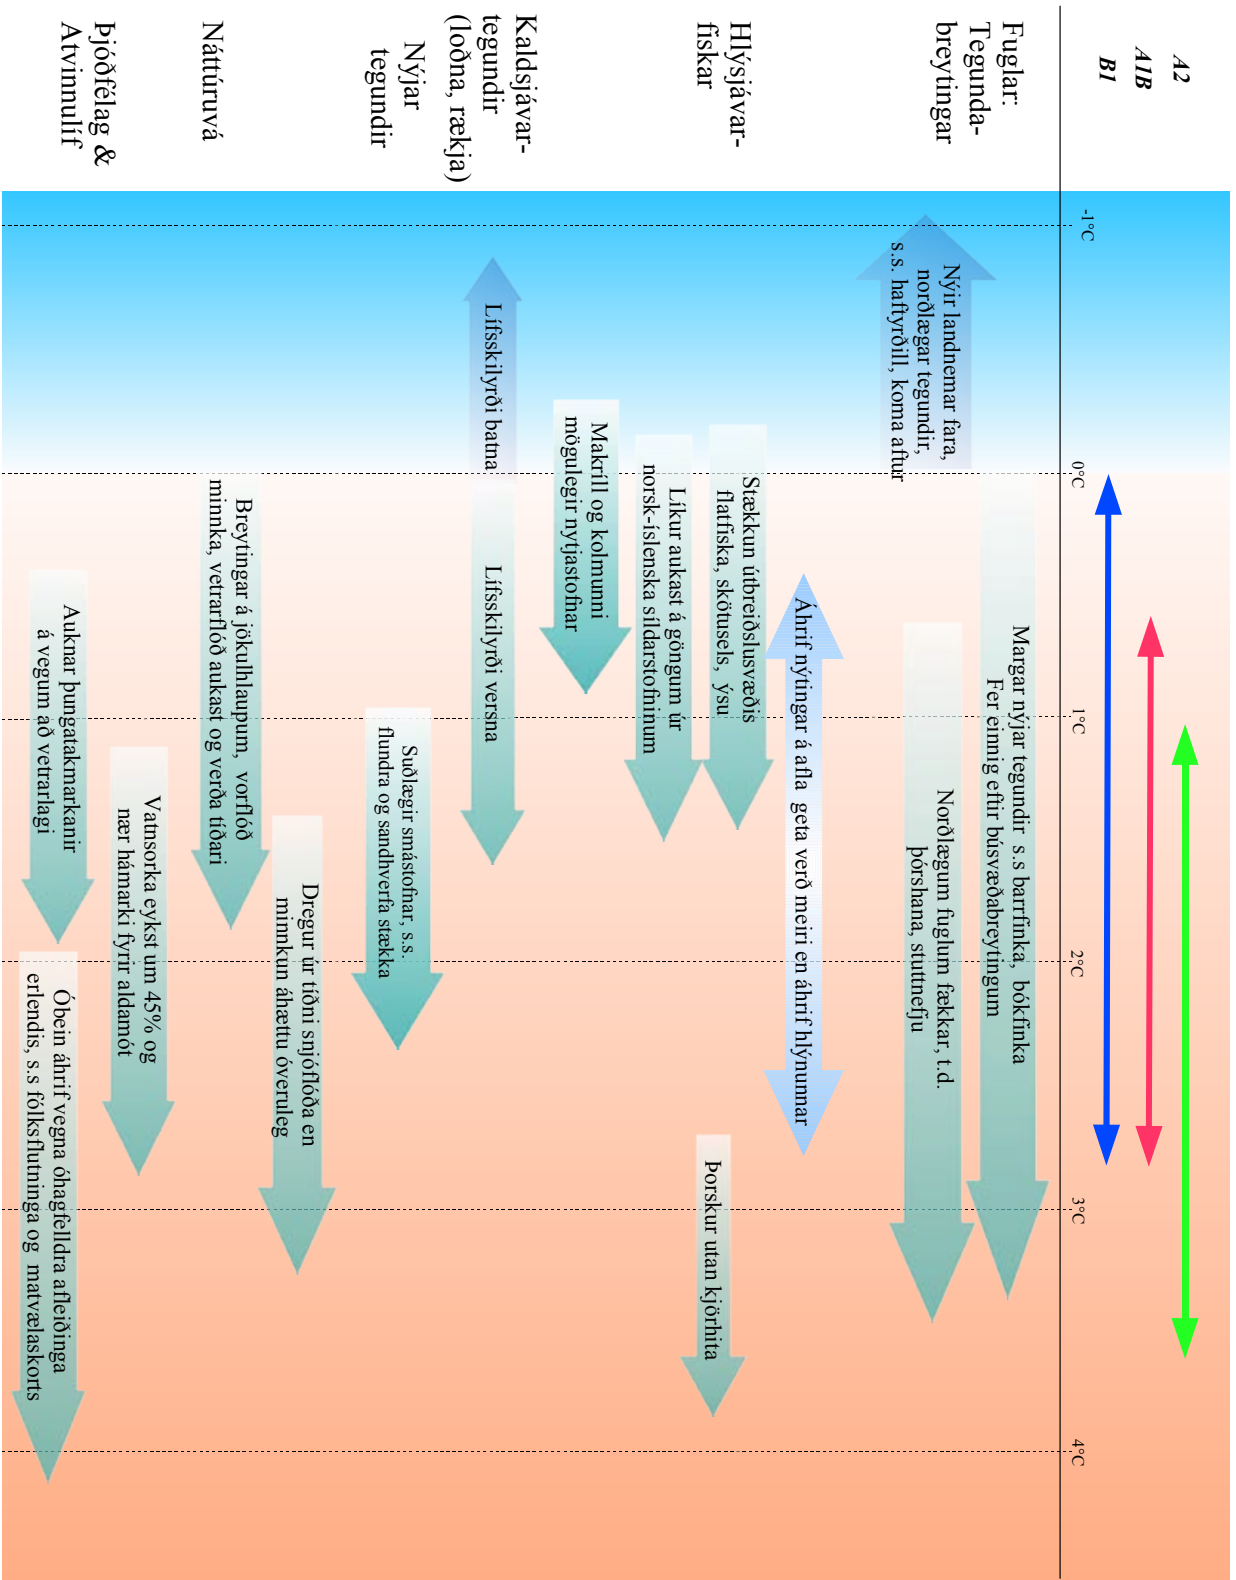 A2
A1B
B1
-1°C
0°C
1°C
2°C
3°C
4°C
Fuglar:
Tegunda-
breytingar
Nýir landnemar fara,
norðlægar tegundir,
s.s. haftyrðill, koma aftur
Margar nýjar tegundir s.s barrfinka, bókfinka
Fer einnig eftir búsvæðabreytingum
Norðlægum fuglum fækkar, t.d.
þórshana, stuttnefju
Hlýsjávar-
fiskar
Áhrif nýtingar á afla geta verð meiri en áhrif hlýnunnar
Stækkun útbreiðslusvæðis
flatfiska, skötusels, ýsu
Þorskur utan kjörhita
Líkur aukast á göngum úr
norsk-íslenska síldarstofninum
Makríll og kolmunni
mögulegir nytjastofnar
Kaldsjávar-
tegundir
(loðna, rækja)
Lífsskilyrði batna
Lífsskilyrði versna
Nýjar
tegundir
Suðlægir smástofnar, s.s.
flundra og sandhverfa stækka
Náttúruvá
Dregur úr tíðni snjóflóða en
minnkun áhættu óveruleg
Breytingar á jökulhlaupum, vorflóð
minnka, vetrarflóð aukast og verða tíðari
Þjóðfélag &
Atvinnulíf
Vatnsorka eykst um 45% og
nær hámarki fyrir aldamót
Auknar þungatakmarkanir
á vegum að vetrarlagi
Óbein áhrif vegna óhagfelldra afleiðinga
erlendis, s.s fólksflutninga og matvælaskorts